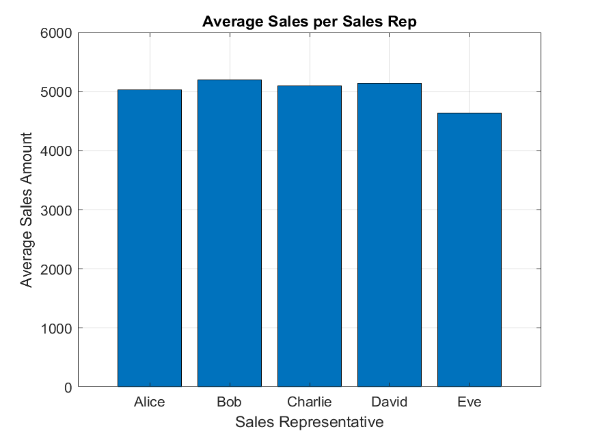 Average Sales per Sales Rep
6000
5000
4000
3000
2000
1000
0
Average Sales Amount
Alice Bob Charlie David Eve
Sales Representative